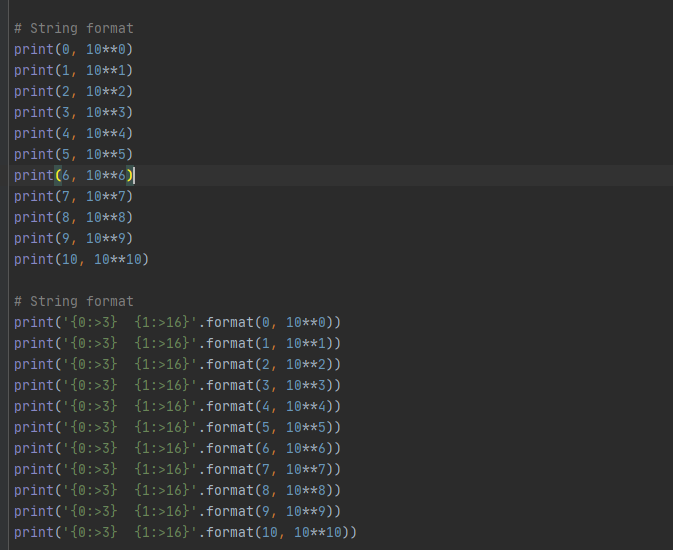 # String format
print(0, 10**0)
print(1, 10**1)
print(2, 10**2)
print(3, 10**3)
print(4, 10**4)
print(5, 10**5)
print(6, 10**6)
print(7, 10**7)
print(8, 10**8)
print(9, 10**9)
print(10, 10**10)

# String format
print('{0:>3}  {1:>16}'.format(0, 10**0))
print('{0:>3}  {1:>16}'.format(1, 10**1))
print('{0:>3}  {1:>16}'.format(2, 10**2))
print('{0:>3}  {1:>16}'.format(3, 10**3))
print('{0:>3}  {1:>16}'.format(4, 10**4))
print('{0:>3}  {1:>16}'.format(5, 10**5))
print('{0:>3}  {1:>16}'.format(6, 10**6))
print('{0:>3}  {1:>16}'.format(7, 10**7))
print('{0:>3}  {1:>16}'.format(8, 10**8))
print('{0:>3}  {1:>16}'.format(9, 10**9))
print('{0:>3}  {1:>16}'.format(10, 10**10))